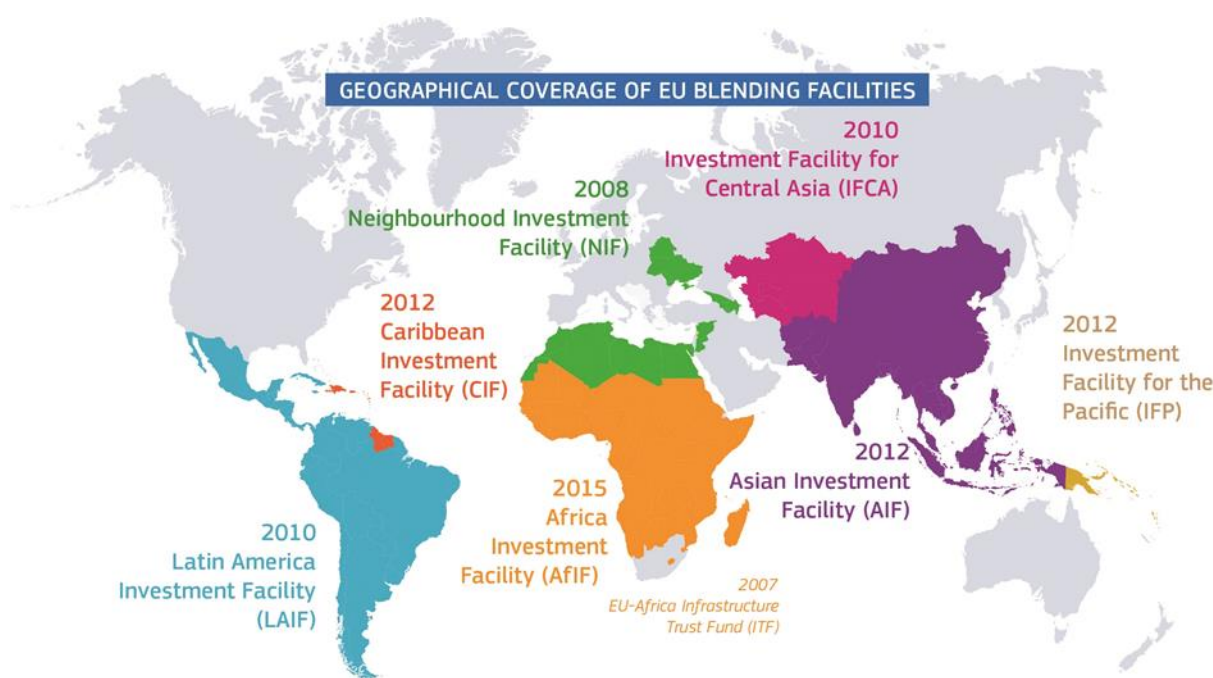 GEOGRAPHICAL COVERAGE OF EU BLENDING FACILITIES
2010
Investment Facility for
Central Asia (IFCA)
2008
Neighbourhood Investment
Facility (NIF)
2012
Caribbean
Investment
Facility (CIF)
2012
Investment
Facility for the
Pacific (IFP)
2012
Asian Investment
Facility (AIF)
2015
Africa
Investment
Facility (AfIF)
2010
Latin America
Investment Facility
(LAIF)
2007
EU-Africa Infrastructure
Trust Fund (ITF)